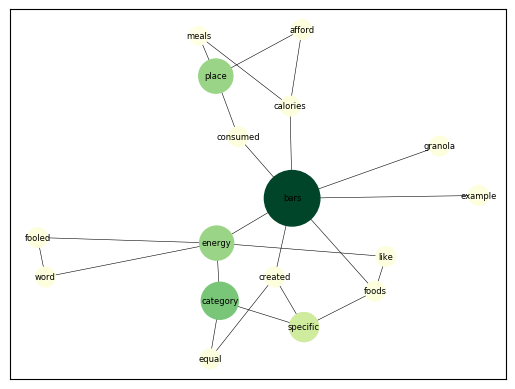 afford
meals
place
calories
consumed
granola
example
bars
fooled
energy
like
word
created
foods
category
specific
equal